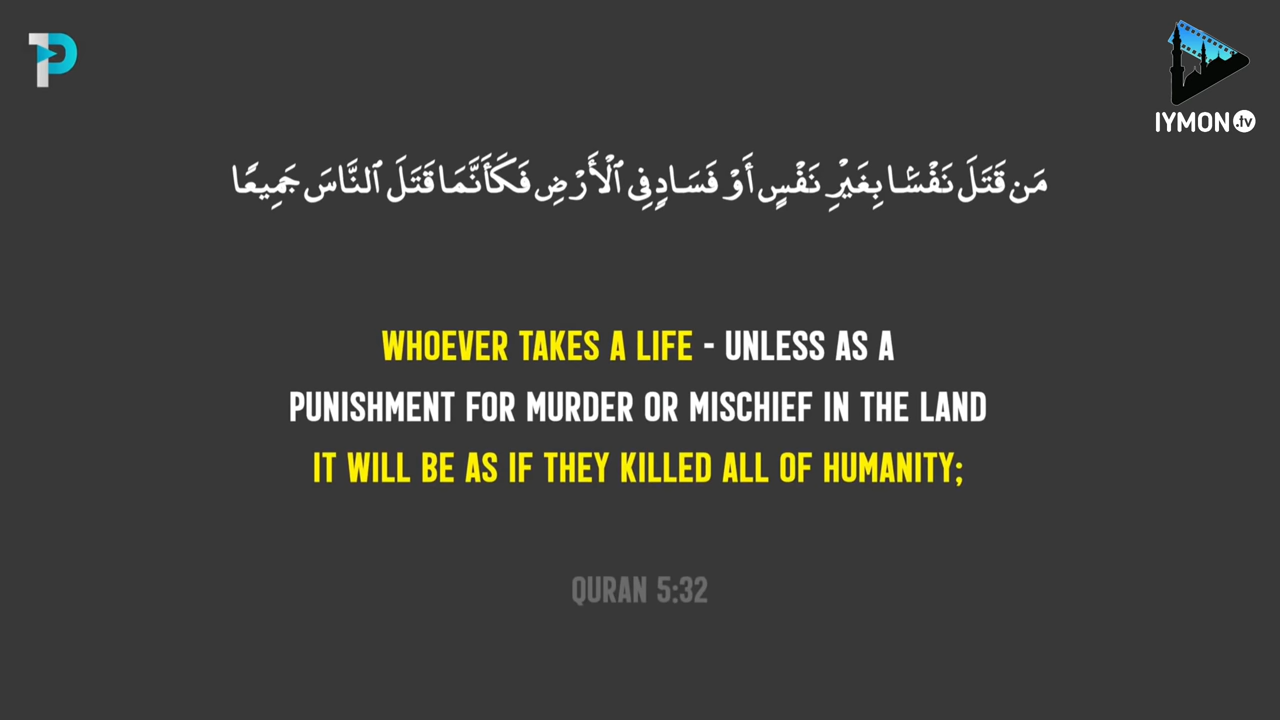 IYMON.tv
مَن قَتَلَ نَفْسًۢا بِغَيْرِ نَفْسٍ أَوْ فَسَادٍ فِى ٱلْأَرْضِ فَكَأَنَّمَا قَتَلَ ٱلنَّاسَ جَمِيعًا
WHOEVER TAKES A LIFE - UNLESS AS A
PUNISHMENT FOR MURDER OR MISCHIEF IN THE LAND
IT WILL BE AS IF THEY KILLED ALL OF HUMANITY;
QURAN 5:32